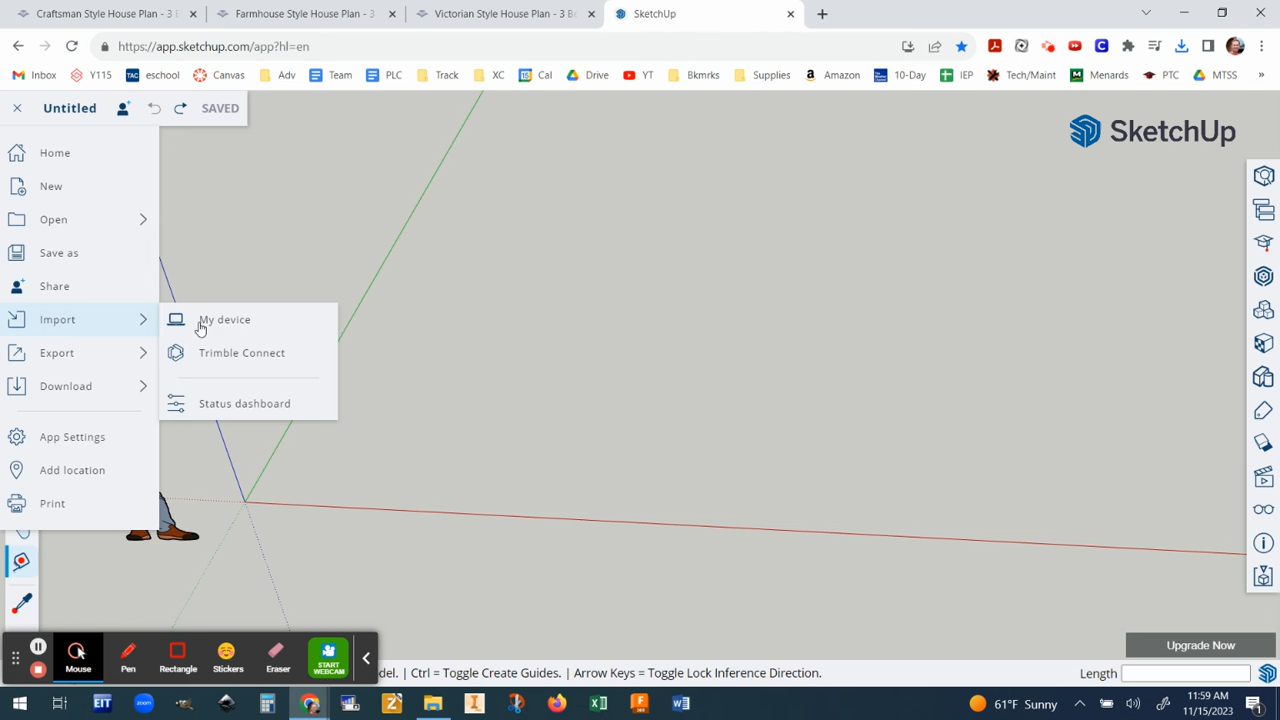 Craftsman Style House Plan - 3 B
Farmhouse Style House Plan - 3
Victorian Style House Plan - 3 Bo
SketchUp
https://app.sketchup.com/app?hl=en
Inbox
Y115
eschool
Canvas
Adv
Team
PLC
Track
XC
Cal
Drive
YT
Bkmrks
Supplies
Amazon
10-Day
IEP
Tech/Maint
Menards
PTC
MTSS
Untitled
SAVED
SketchUp
Home
New
Open
Save as
Share
Import
My device
Export
Trimble Connect
Download
Status dashboard
App Settings
Add location
Print
Upgrade Now
Mouse
Pen
Rectangle
Stickers
Eraser
START
WEBCAM
del. | Ctrl = Toggle Create Guides. | Arrow Keys = Toggle Lock Inference Direction.
Length
61°F Sunny
11:59 AM
11/15/2023